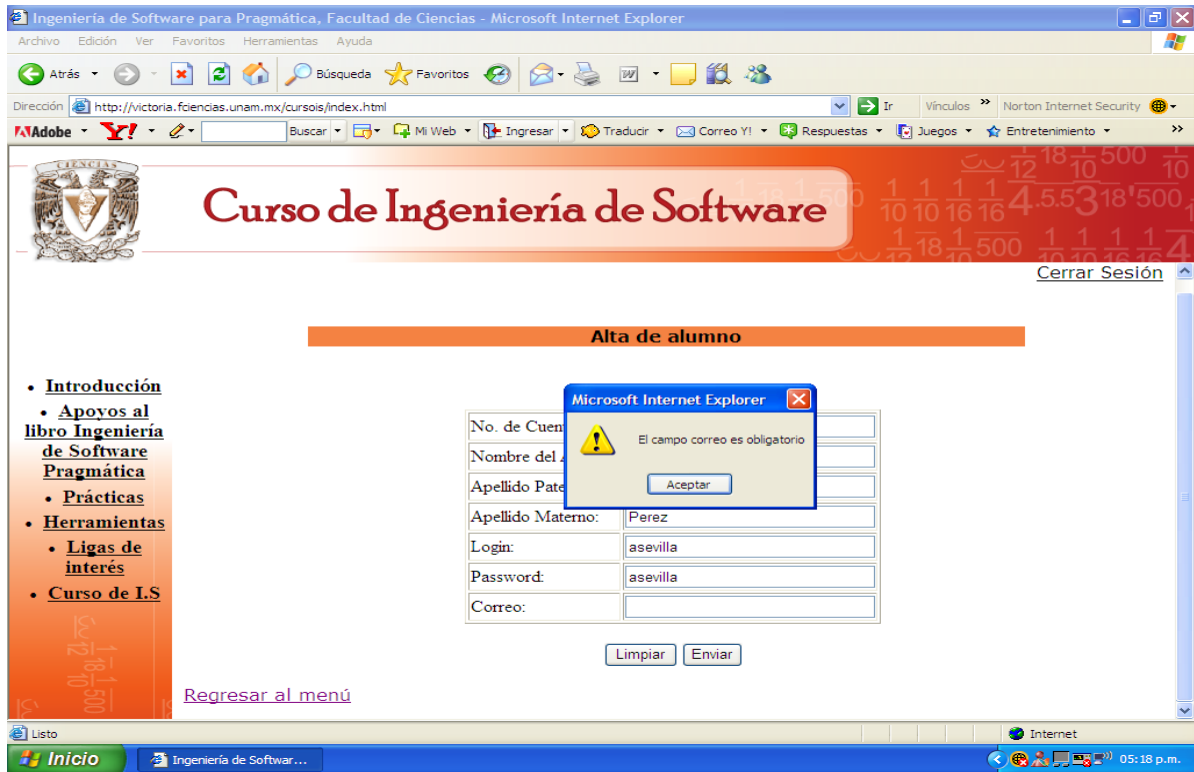 Ingeniería de Software para Pragmática, Facultad de Ciencias - Microsoft Internet Explorer
Archivo Edición Ver Favoritos Herramientas Ayuda
Atrás Búsqueda Favoritos
Dirección http://victoria.fciencias.unam.mx/cursois/index.html Ir Vínculos » Norton Internet Security
Adobe Y! Buscar Mi Web Ingresar Traducir Correo Y! Respuestas Juegos Entretenimiento »
CIENCIAS
Curso de Ingeniería de Software
Cerrar Sesión
Alta de alumno
• Introducción
• Apoyos al
libro Ingeniería
de Software
Pragmática
• Prácticas
• Herramientas
• Ligas de
interés
• Curso de I.S
Microsoft Internet Explorer
El campo correo es obligatorio
Aceptar
No. de Cuen
Nombre del
Apellido Pate
Apellido Materno: Perez
Login: asevilla
Password: asevilla
Correo:
Limpiar Enviar
Regresar al menú
Listo Internet
Inicio Ingeniería de Softwar... 05:18 p.m.